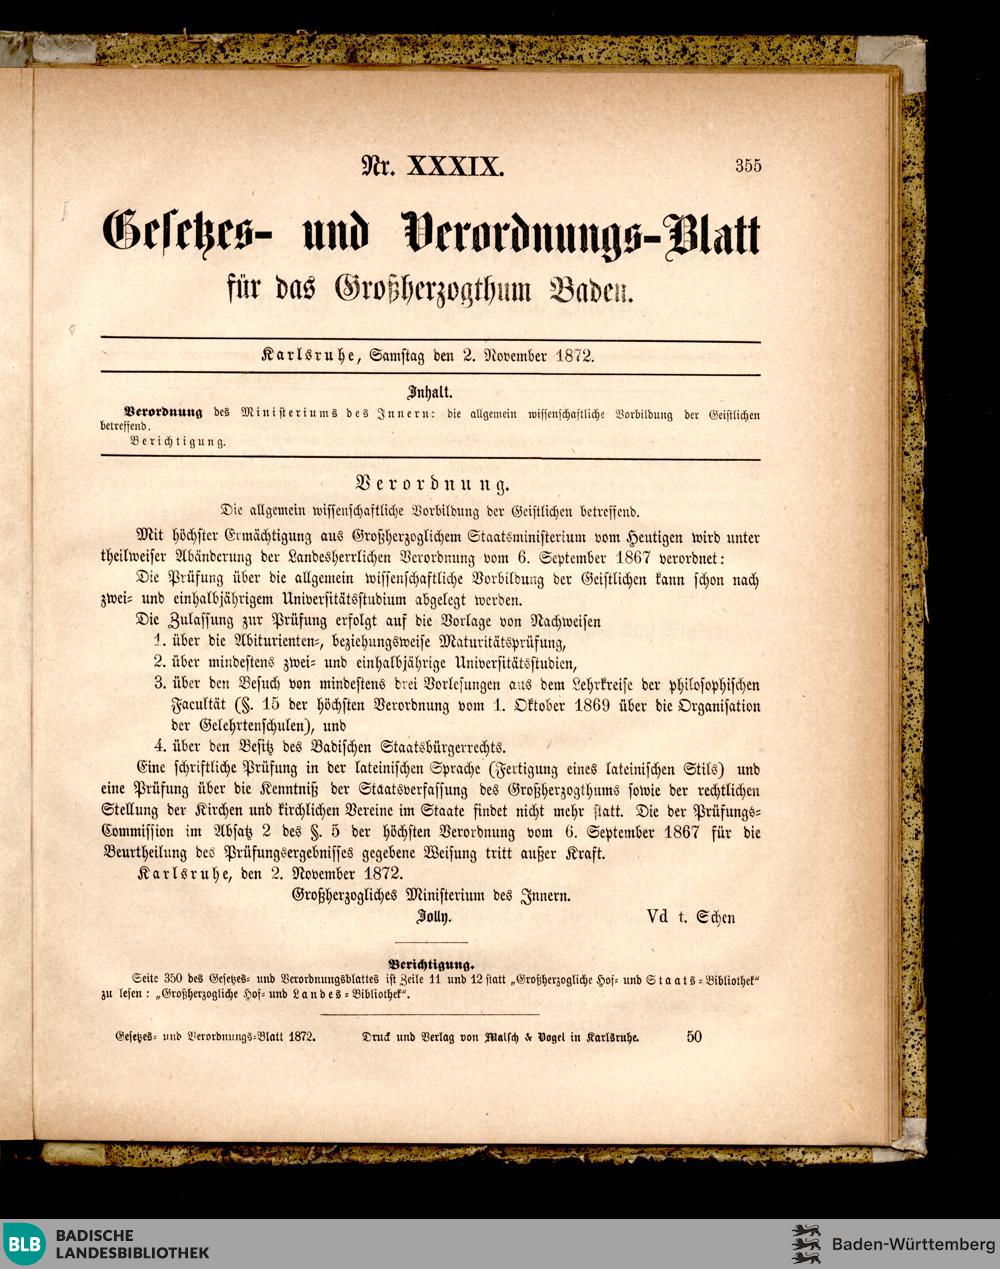 Nr. XXXIX.
355
Gesetzes- und Verordnungs-Blatt
für das Großherzogthum Baden.
Karlsruhe, Samstag den 2. November 1872.
Inhalt.
Verordnung des Ministeriums des Innern: die allgemein wissenschaftliche Vorbildung der Geistlichen
betreffend.
Berichtigung.
Verordnung.
Die allgemein wissenschaftliche Vorbildung der Geistlichen betreffend.
Mit höchster Ermächtigung aus Großherzoglichem Staatsministerium vom Heutigen wird unter
theilweiser Abänderung der Landesherrlichen Verordnung vom 6. September 1867 verordnet:
Die Prüfung über die allgemein wissenschaftliche Vorbildung der Geistlichen kann schon nach
zwei- und einhalbjährigem Universitätsstudium abgelegt werden.
Die Zulassung zur Prüfung erfolgt auf die Vorlage von Nachweisen
1. über die Abiturienten-, beziehungsweise Maturitätsprüfung,
2. über mindestens zwei- und einhalbjährige Universitätsstudien,
3. über den Besuch von mindestens drei Vorlesungen aus dem Lehrkreise der philosophischen
Facultät (§. 15 der höchsten Verordnung vom 1. Oktober 1869 über die Organisation
der Gelehrtenschulen), und
4. über den Besitz des Badischen Staatsbürgerrechts.
Eine schriftliche Prüfung in der lateinischen Sprache (Fertigung eines lateinischen Stils) und
eine Prüfung über die Kenntniß der Staatsverfassung des Großherzogthums sowie der rechtlichen
Stellung der Kirchen und kirchlichen Vereine im Staate findet nicht mehr statt. Die der Prüfungs-
Commission im Absatz 2 des §. 5 der höchsten Verordnung vom 6. September 1867 für die
Beurtheilung des Prüfungsergebnisses gegebene Weisung tritt außer Kraft.
Karlsruhe, den 2. November 1872.
Großherzogliches Ministerium des Innern.
Jolly.
Vd t. Schen
Berichtigung.
Seite 350 des Gesetzes- und Verordnungsblattes ist Zeile 11 und 12 statt „Großherzogliche Hof- und Staats-Bibliothek“
zu lesen: „Großherzogliche Hof- und Landes-Bibliothek“.
Gesetzes- und Verordnungs-Blatt 1872.
Druck und Verlag von Malsch & Vogel in Karlsruhe.
50
BLB
BADISCHE
LANDESBIBLIOTHEK
Baden-Württemberg